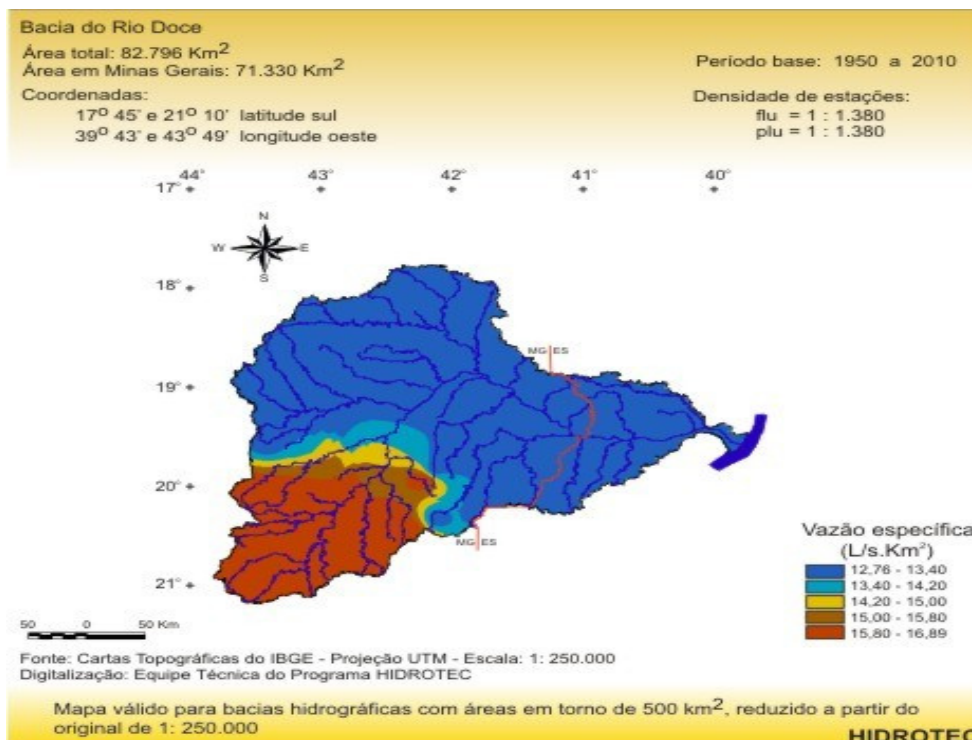 Bacia do Rio Doce
Área total: 82.796 Km²
Área em Minas Gerais: 71.330 Km²
Coordenadas:
17º 45' e 21º 10' latitude sul
39º 43' e 43º 49' longitude oeste
Período base: 1950 a 2010
Densidade de estações:
flu = 1 : 1.380
plu = 1 : 1.380
44° 43° 42° 41° 40°
17°
N
W E
S
18°
MG ES
19°
20°
MG ES
21°
Vazão específica
(L/s.Km²)
12,76 - 13,40
13,40 - 14,20
14,20 - 15,00
15,00 - 15,80
15,80 - 16,89
50 0 50 Km
Fonte: Cartas Topográficas do IBGE - Projeção UTM - Escala: 1: 250.000
Digitalização: Equipe Técnica do Programa HIDROTEC
Mapa válido para bacias hidrográficas com áreas em torno de 500 km², reduzido a partir do
original de 1: 250.000
HIDROTEC